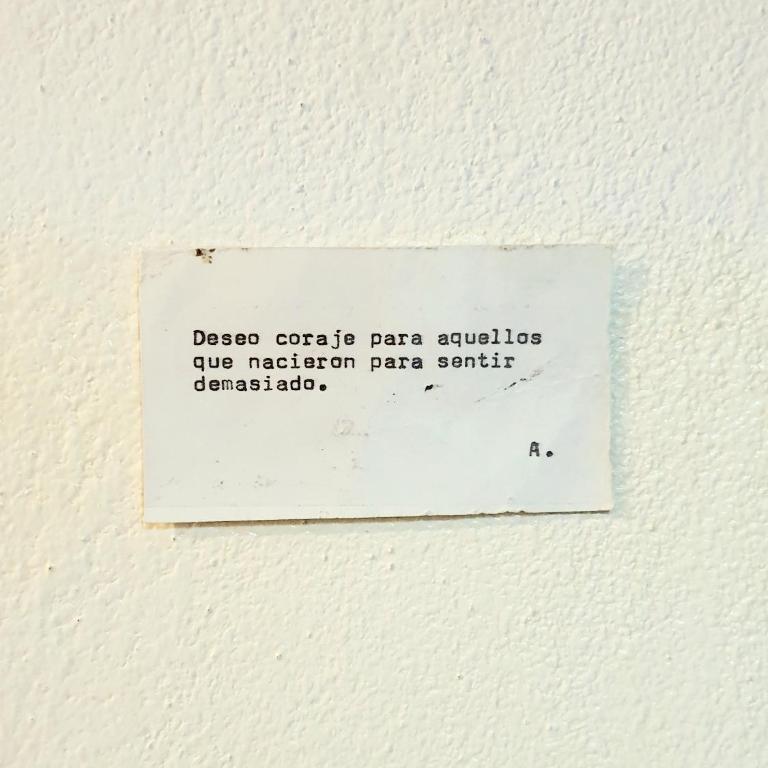 Deseo coraje para aquellos
que nacieron para sentir
demasiado.
A.